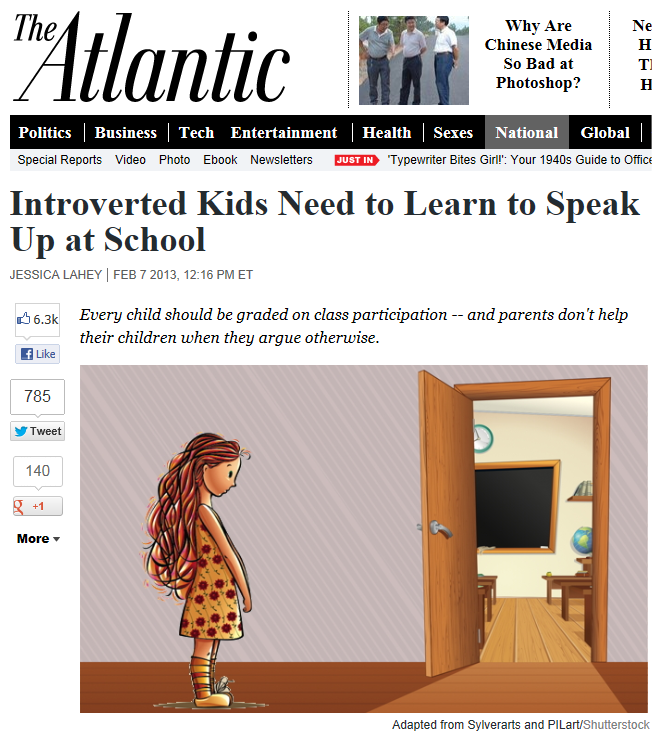 The Atlantic
Why Are
Chinese Media
So Bad at
Photoshop?
Politics
Business
Tech
Entertainment
Health
Sexes
National
Global
Special Reports
Video
Photo
Ebook
Newsletters
JUST IN
'Typewriter Bites Girl!': Your 1940s Guide to Office
Introverted Kids Need to Learn to Speak
Up at School
JESSICA LAHEY | FEB 7 2013, 12:16 PM ET
6.3k
Like
785
Tweet
140
+1
More
Every child should be graded on class participation -- and parents don't help
their children when they argue otherwise.
Adapted from Sylverarts and PILart/Shutterstock